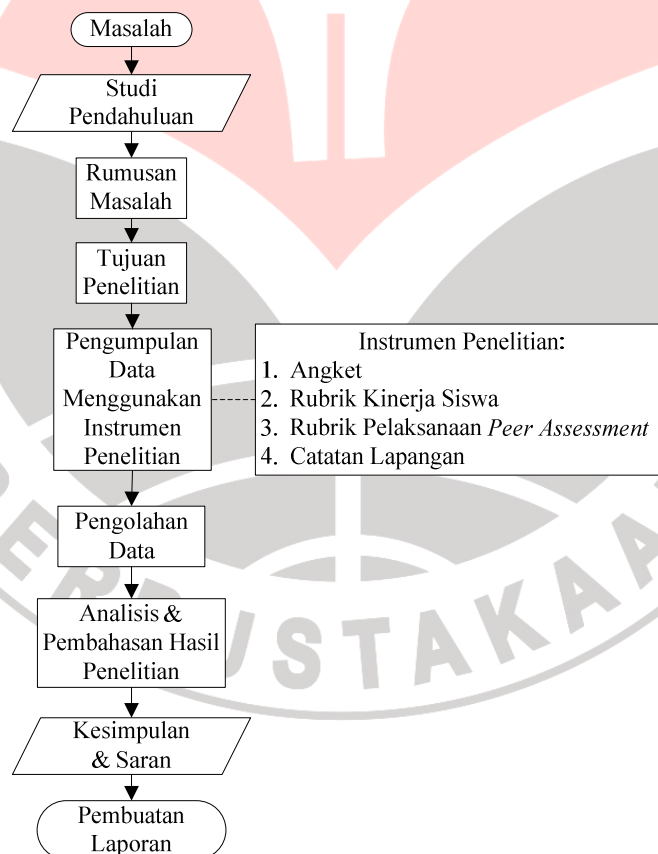 Masalah
Studi
Pendahuluan
Rumusan
Masalah
Tujuan
Penelitian
Pengumpulan
Data
Menggunakan
Instrumen
Penelitian
Instrumen Penelitian:
1. Angket
2. Rubrik Kinerja Siswa
3. Rubrik Pelaksanaan Peer Assessment
4. Catatan Lapangan
Pengolahan
Data
Analisis &
Pembahasan Hasil
Penelitian
Kesimpulan
& Saran
Pembuatan
Laporan